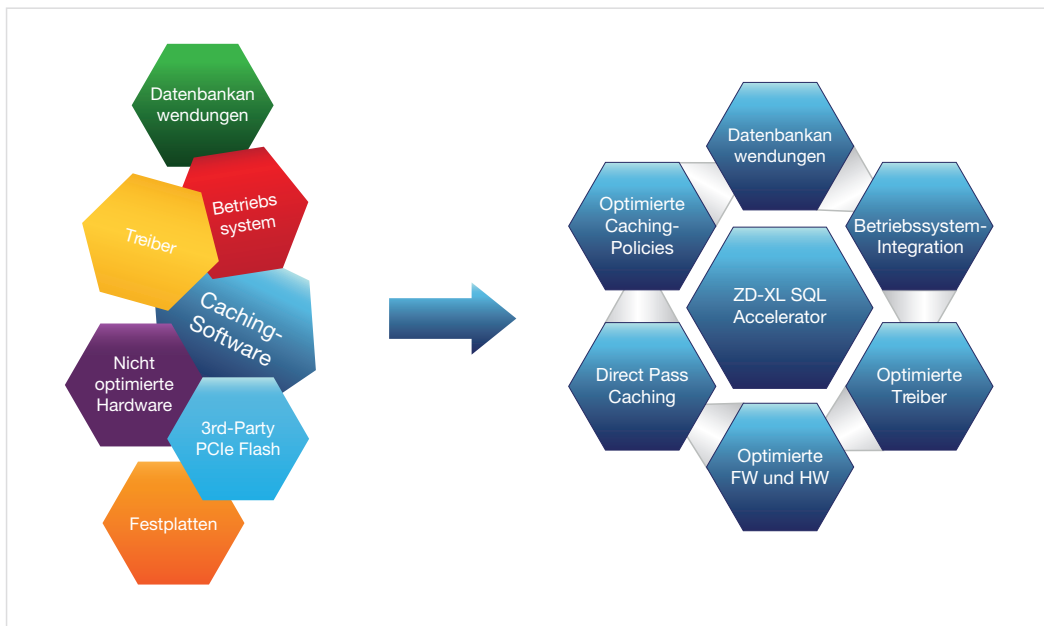 Datenbankan
wendungen
Betriebs
system
Treiber
Caching-
Software
Nicht
optimierte
Hardware
3rd-Party
PCIe Flash
Festplatten
Datenbankan
wendungen
Optimierte
Caching-
Policies
Betriebssystem-
Integration
ZD-XL SQL
Accelerator
Direct Pass
Caching
Optimierte
Treiber
Optimierte
FW und HW